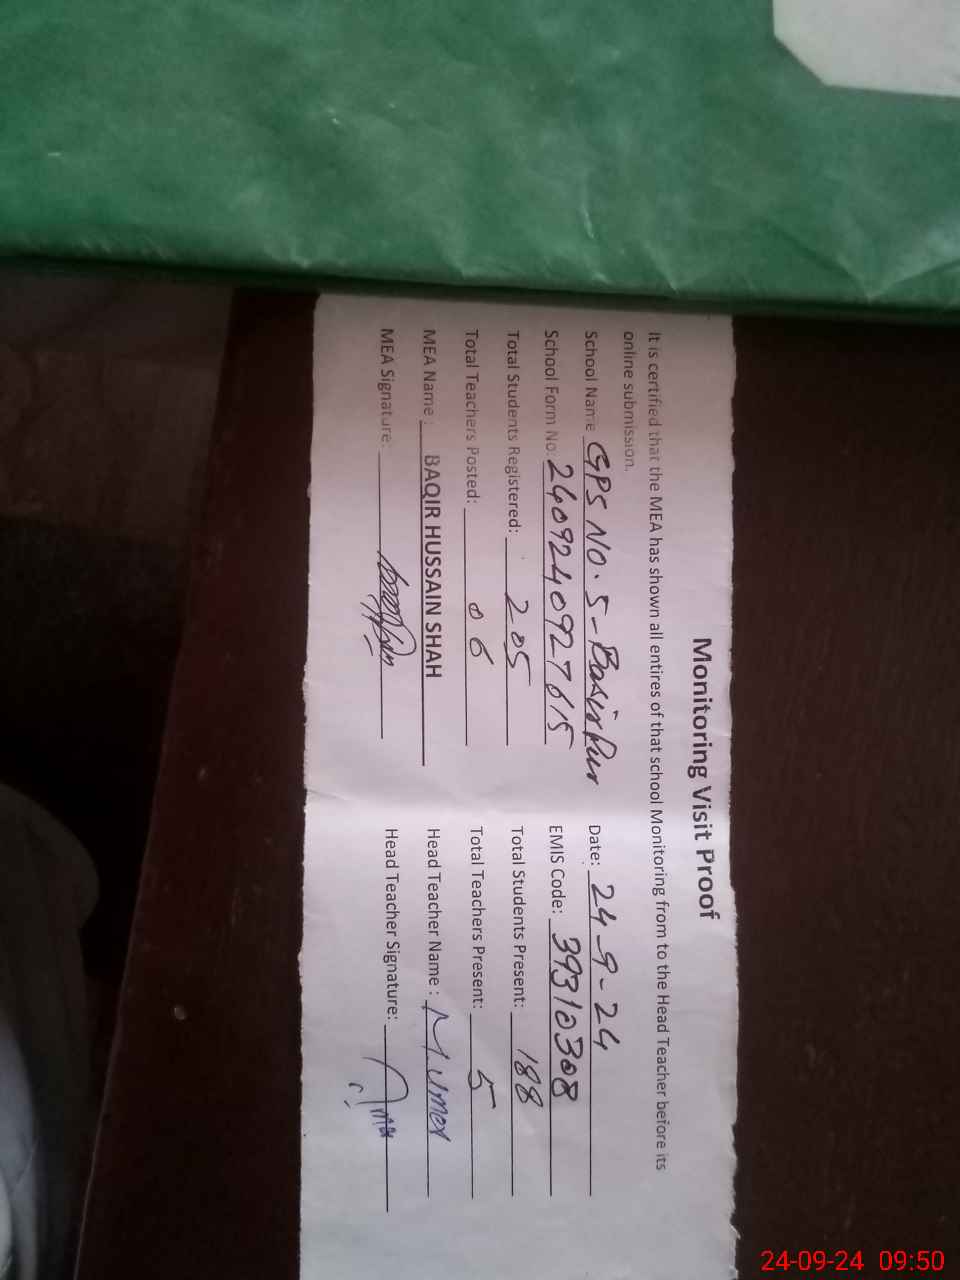 Monitoring Visit Proof
It is certified that the MEA has shown all entires of that school Monitoring from to the Head Teacher before its
online submission.
School Name GPS NO. 5-Basirpur Date: 24-9-24
School Form No: 2409240927615 EMIS Code: 39310308
Total Students Registered: 205 Total Students Present: 188
Total Teachers Posted: 06 Total Teachers Present: 5
MEA Name : BAQIR HUSSAIN SHAH Head Teacher Name : M.Umer
MEA Signature: Head Teacher Signature:
24-09-24 09:50